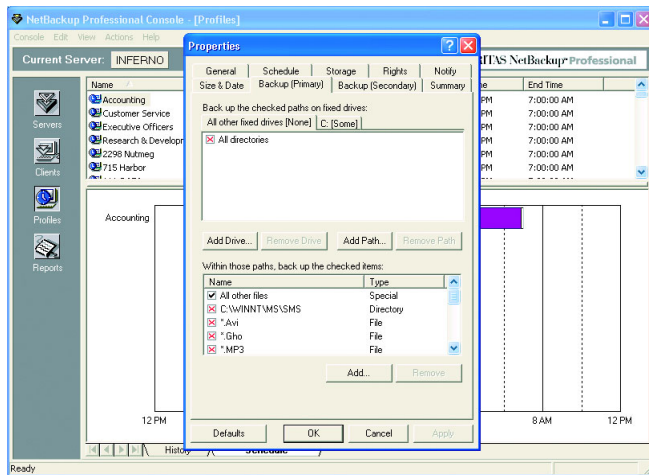 NetBackup Professional Console - [Profiles]
Console Edit View Actions Help
Current Server: INFERNO
ITAS NetBackup Professional
Servers
Clients
Profiles
Reports
Name
End Time
Accounting
PM 7:00:00 AM
Customer Service
PM 7:00:00 AM
Executive Officers
PM 7:00:00 AM
Research & Developr
PM 7:00:00 AM
2298 Nutmeg
PM 7:00:00 AM
715 Harbor
PM 7:00:00 AM
Accounting
12 PM
8 AM
12 PM
History
Schedule
Ready
Properties
General Schedule Storage Rights Notify
Size & Date Backup (Primary) Backup (Secondary) Summary
Back up the checked paths on fixed drives:
All other fixed drives [None] C: [Some]
All directories
Add Drive... Remove Drive Add Path... Remove Path
Within those paths, back up the checked items:
Name Type
All other files Special
C:\WINNT\MS\SMS Directory
*.Avi File
*.Gho File
*.MP3 File
Add... Remove
Defaults OK Cancel Apply